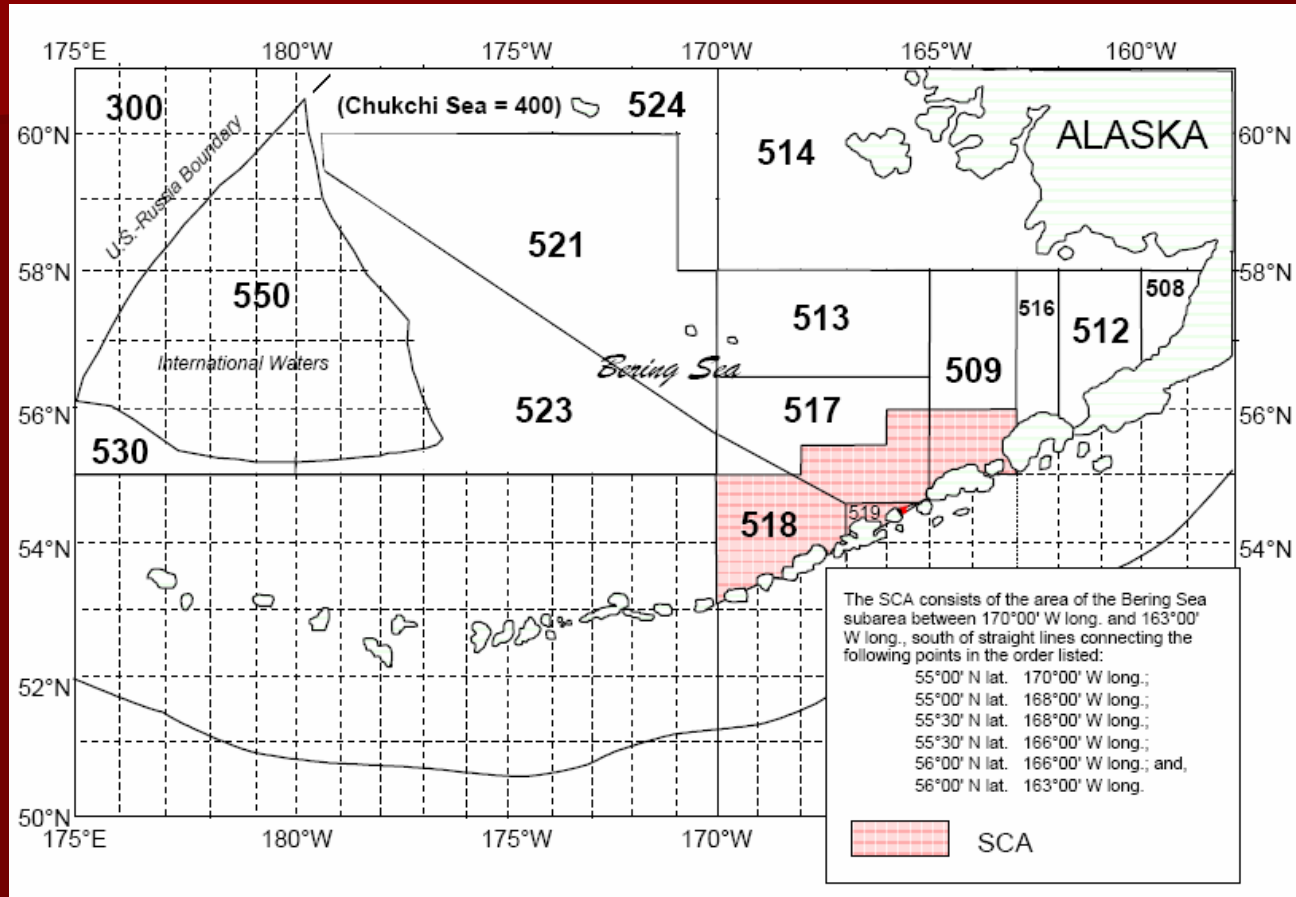 175°E 180°W 175°W 170°W 165°W 160°W
300 (Chukchi Sea = 400) 524
60°N 514 ALASKA 60°N
U.S.-Russia Boundary
521
58°N 58°N
550 513 516 512 508
International Waters Bering Sea 509
56°N 523 517 56°N
530
518 519
54°N 54°N
The SCA consists of the area of the Bering Sea
subarea between 170°00' W long. and 163°00'
W long., south of straight lines connecting the
following points in the order listed:
55°00' N lat. 170°00' W long.;
55°00' N lat. 168°00' W long.;
55°30' N lat. 168°00' W long.;
55°30' N lat. 166°00' W long.;
56°00' N lat. 166°00' W long.; and,
56°00' N lat. 163°00' W long.
SCA
52°N
50°N
175°E 180°W 175°W 170°W